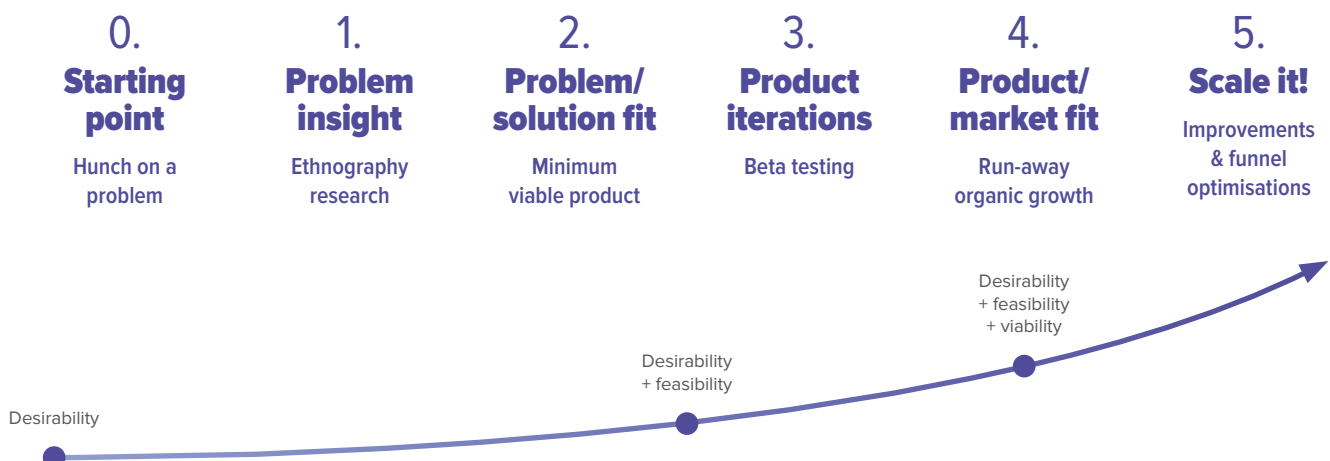 0.
Starting
point
Hunch on a
problem
1.
Problem
insight
Ethnography
research
2.
Problem/
solution fit
Minimum
viable product
3.
Product
iterations
Beta testing
4.
Product/
market fit
Run-away
organic growth
5.
Scale it!
Improvements
& funnel
optimisations
Desirability
Desirability
+ feasibility
Desirability
+ feasibility
+ viability